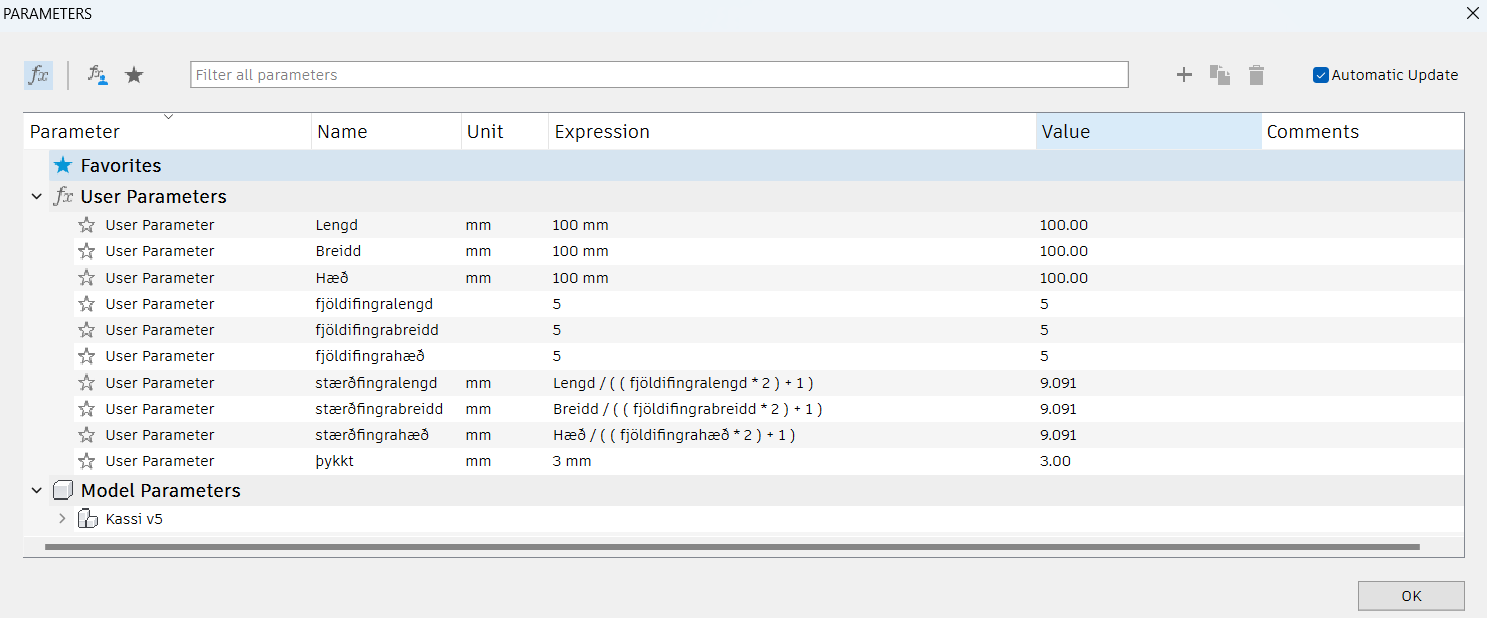 PARAMETERS
Filter all parameters Automatic Update
Parameter Name Unit Expression Value Comments
Favorites
fx User Parameters
User Parameter Lengd mm 100 mm 100.00
User Parameter Breidd mm 100 mm 100.00
User Parameter Hæð mm 100 mm 100.00
User Parameter fjöldifingralengd 5 5
User Parameter fjöldifingrabreidd 5 5
User Parameter fjöldifingrahæð 5 5
User Parameter stærðfingralengd mm Lengd / ( ( fjöldifingralengd * 2 ) + 1 ) 9.091
User Parameter stærðfingrabreidd mm Breidd / ( ( fjöldifingrabreidd * 2 ) + 1 ) 9.091
User Parameter stærðfingrahæð mm Hæð / ( ( fjöldifingrahæð * 2 ) + 1 ) 9.091
User Parameter þykkt mm 3 mm 3.00
Model Parameters
Kassi v5
OK